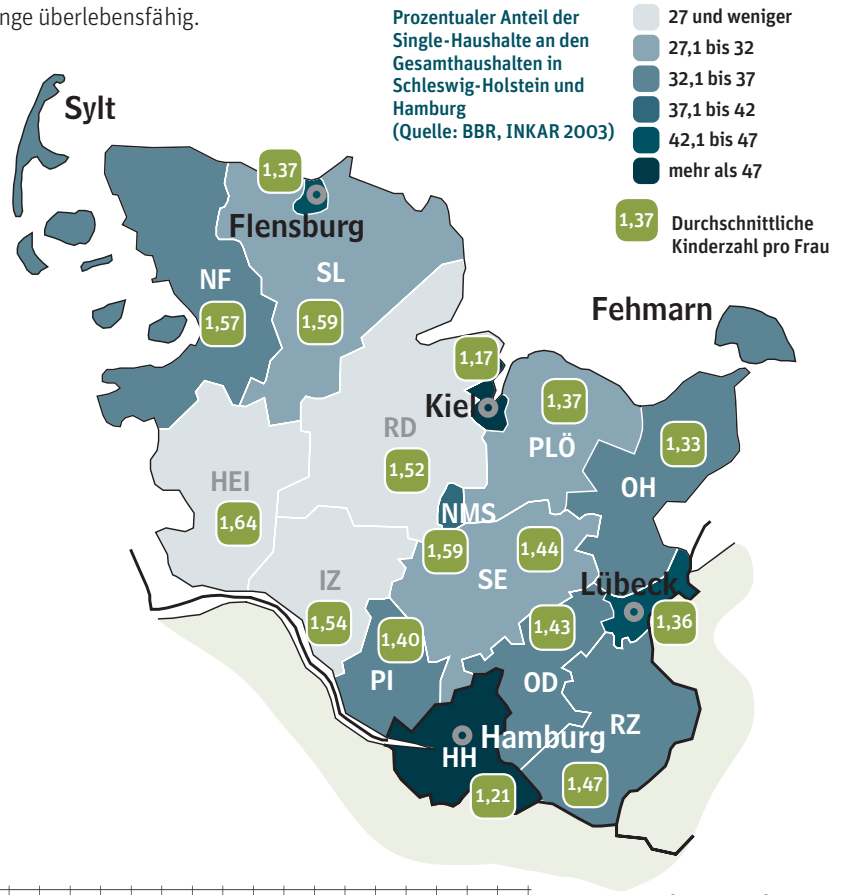 nge überlebensfähig.
Prozentualer Anteil der
Single-Haushalte an den
Gesamthaushalten in
Schleswig-Holstein und
Hamburg
(Quelle: BBR, INKAR 2003)
27 und weniger
27,1 bis 32
32,1 bis 37
37,1 bis 42
42,1 bis 47
mehr als 47
1,37
Durchschnittliche
Kinderzahl pro Frau
Sylt
1,37
Flensburg
NF
SL
1,57
1,59
Fehmarn
1,17
Kiel
1,37
RD
PLÖ
1,33
1,52
OH
HEI
1,64
NMS
1,59
1,44
SE
IZ
Lübeck
1,54
1,40
1,43
1,36
PI
OD
RZ
Hamburg
HH
1,47
1,21